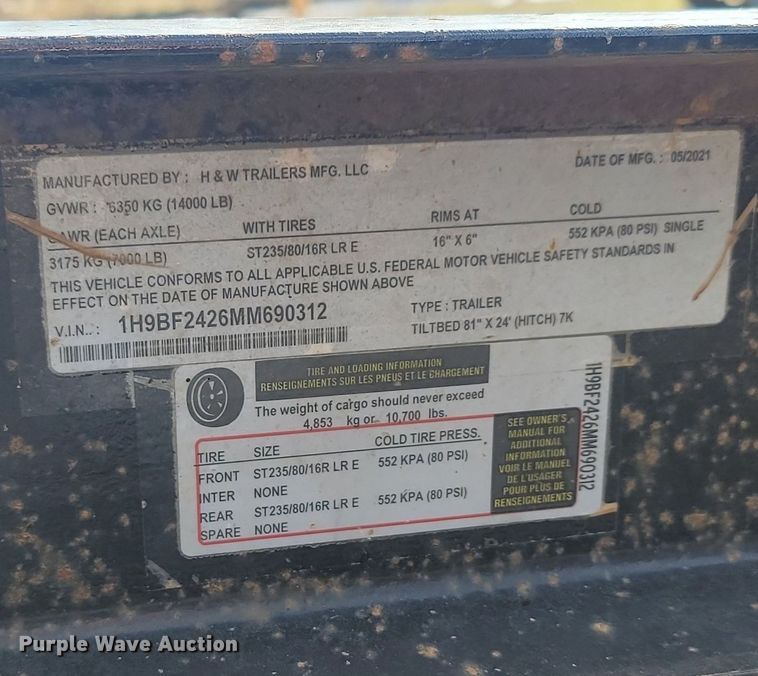 MANUFACTURED BY : H & W TRAILERS MFG. LLC DATE OF MFG. : 05/2021
GVWR : 6350 KG (14000 LB)
GAWR (EACH AXLE) WITH TIRES RIMS AT COLD
3175 KG (7000 LB) ST235/80/16R LR E 16" X 6" 552 KPA (80 PSI) SINGLE
THIS VEHICLE CONFORMS TO ALL APPLICABLE U.S. FEDERAL MOTOR VEHICLE SAFETY STANDARDS IN
EFFECT ON THE DATE OF MANUFACTURE SHOWN ABOVE
V.I.N.. : 1H9BF2426MM690312 TYPE : TRAILER
TILTBED 81" X 24' (HITCH) 7K
TIRE AND LOADING INFORMATION
RENSEIGNEMENTS SUR LES PNEUS ET LE CHARGEMENT
The weight of cargo should never exceed
4,853 kg or 10,700 lbs.
TIRE SIZE COLD TIRE PRESS.
FRONT ST235/80/16R LR E 552 KPA (80 PSI)
INTER NONE
REAR ST235/80/16R LR E 552 KPA (80 PSI)
SPARE NONE
SEE OWNER'S
MANUAL FOR
ADDITIONAL
INFORMATION
VOIR LE MANUEL
DE L'USAGER
POUR PLUS DE
RENSEIGNEMENTS
1H9BF2426MM690312
Purple Wave Auction